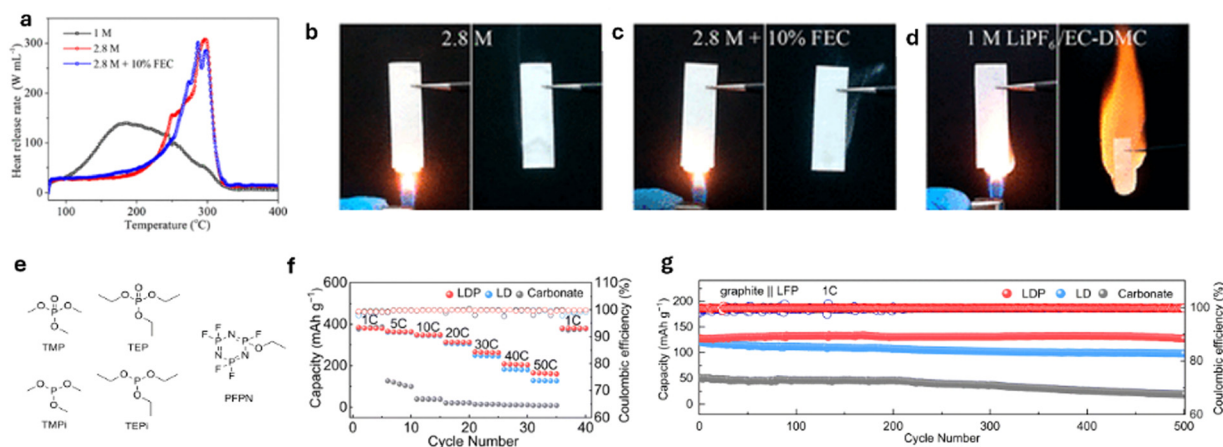 a
1 M
2.8 M
2.8 M + 10% FEC
Heat release rate (W mL⁻¹)
300
200
100
0
100
200
300
400
Temperature (°C)
b
2.8 M
c
2.8 M + 10% FEC
d
1 M LiPF₆/EC-DMC
e
TMP
TEP
TMPi
TEPi
PFPN
f
LDP
LD
Carbonate
1C
5C
10C
20C
30C
40C
50C
1C
Capacity (mAh g⁻¹)
600
400
200
0
Coulombic efficiency (%)
110
100
90
80
70
60
0
10
20
30
40
Cycle Number
g
graphite || LFP 1C
LDP
LD
Carbonate
Capacity (mAh g⁻¹)
200
150
100
50
0
Coulombic efficiency (%)
100
80
60
0
100
200
300
400
500
Cycle Number